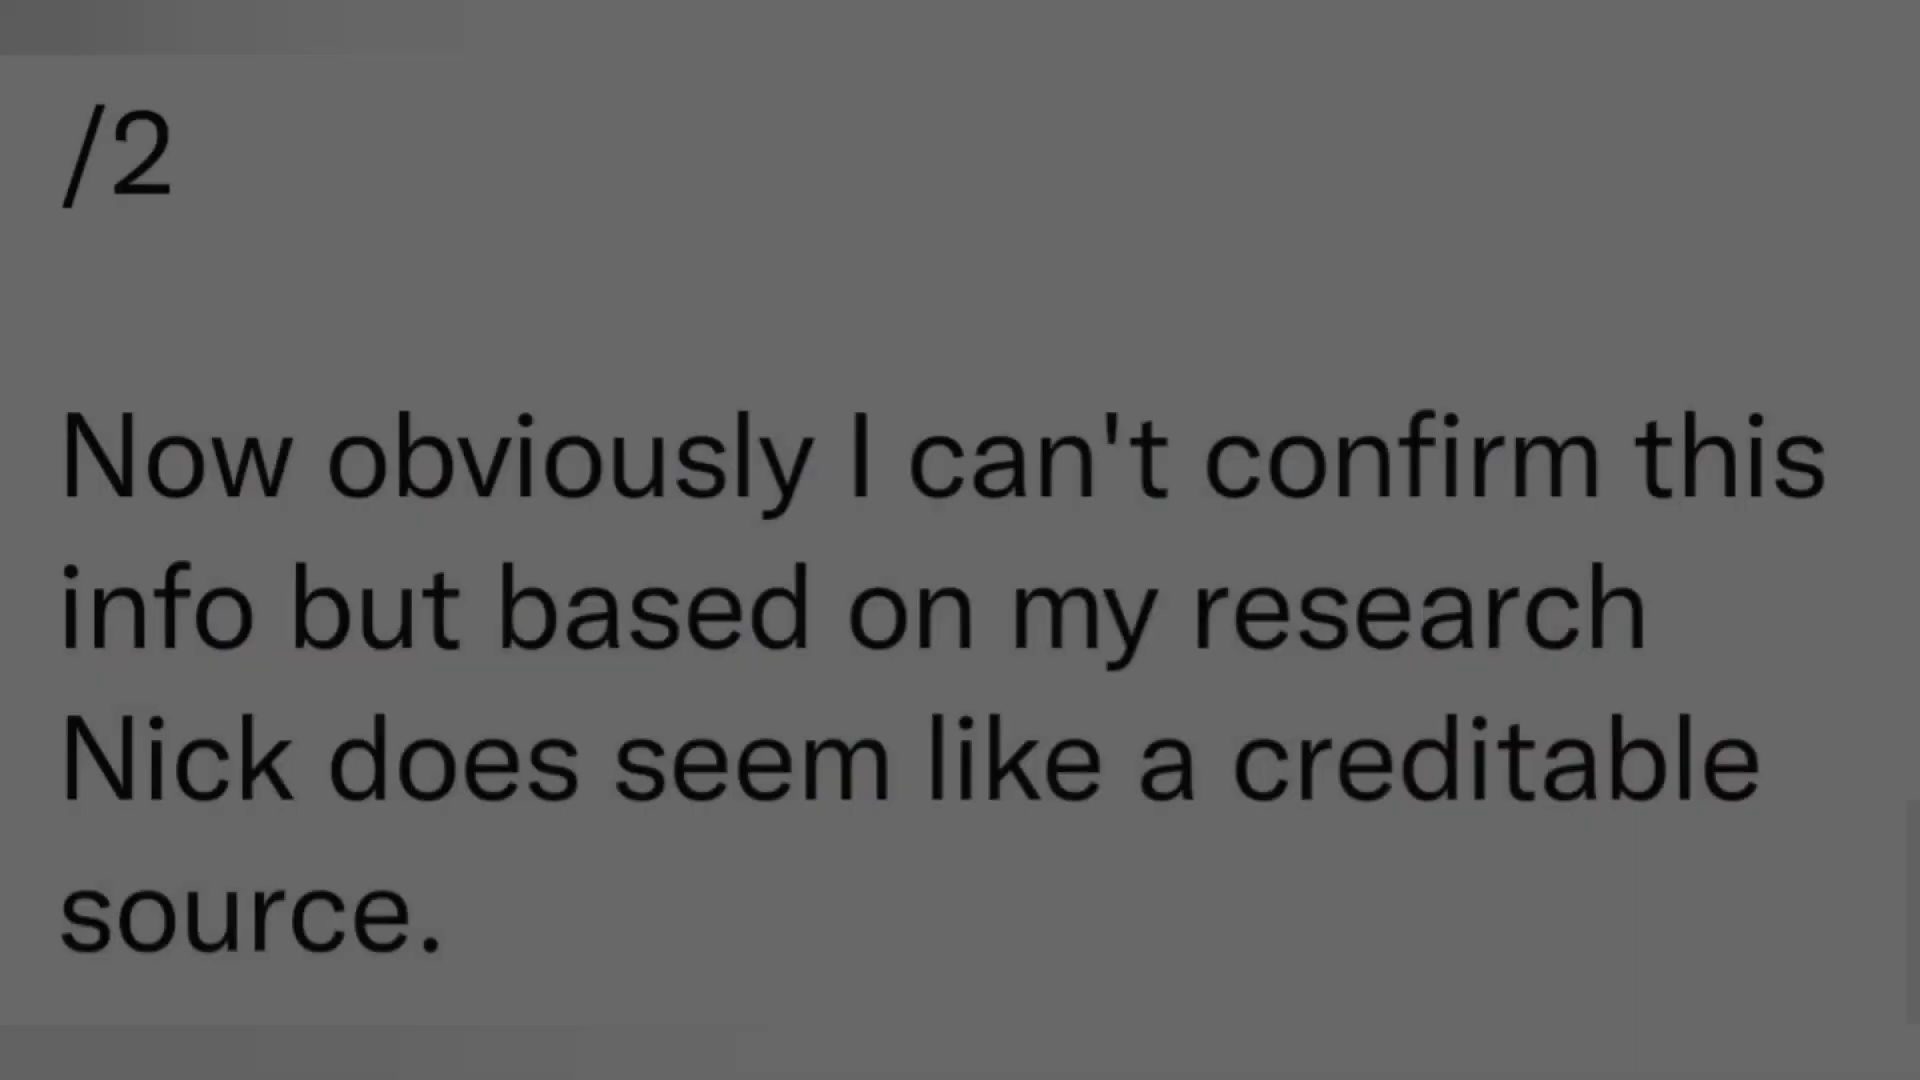 /2
Now obviously I can't confirm this
info but based on my research
Nick does seem like a creditable
source.